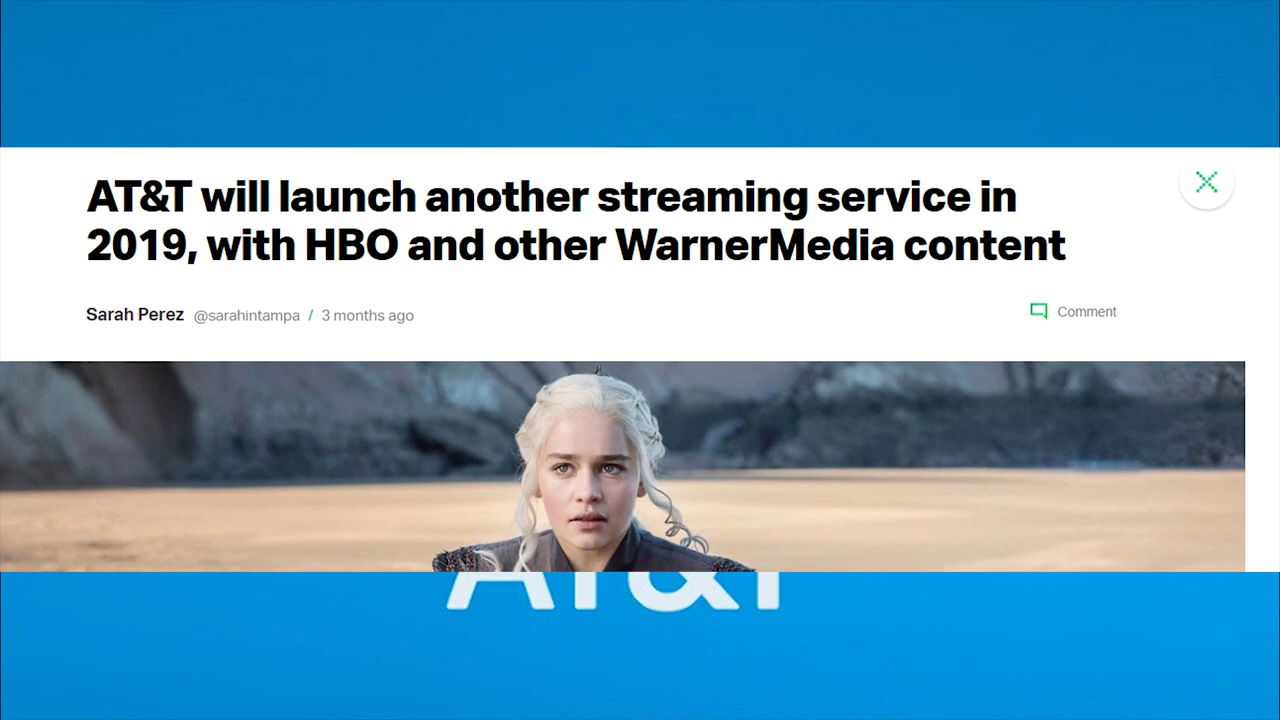 AT&T will launch another streaming service in
2019, with HBO and other WarnerMedia content
Sarah Perez @sarahintampa / 3 months ago Comment
AT&T